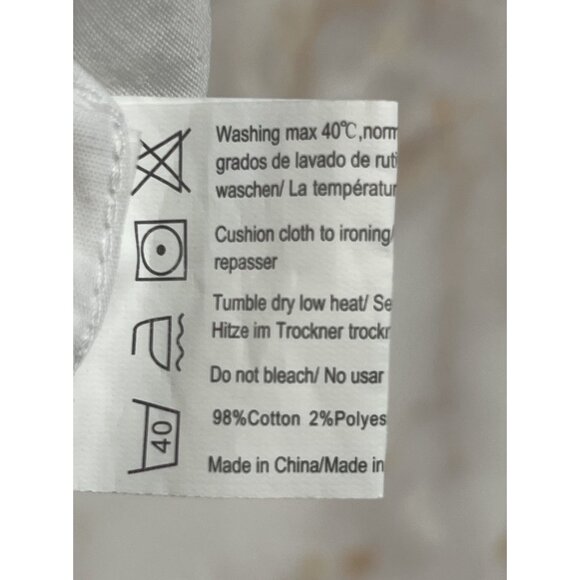 Washing max 40℃,norm
grados de lavado de ruti
waschen/ La températur
Cushion cloth to ironing/
repasser
Tumble dry low heat/ Se
Hitze im Trockner trockn
Do not bleach/ No usar
98%Cotton 2%Polyes
Made in China/Made in
40